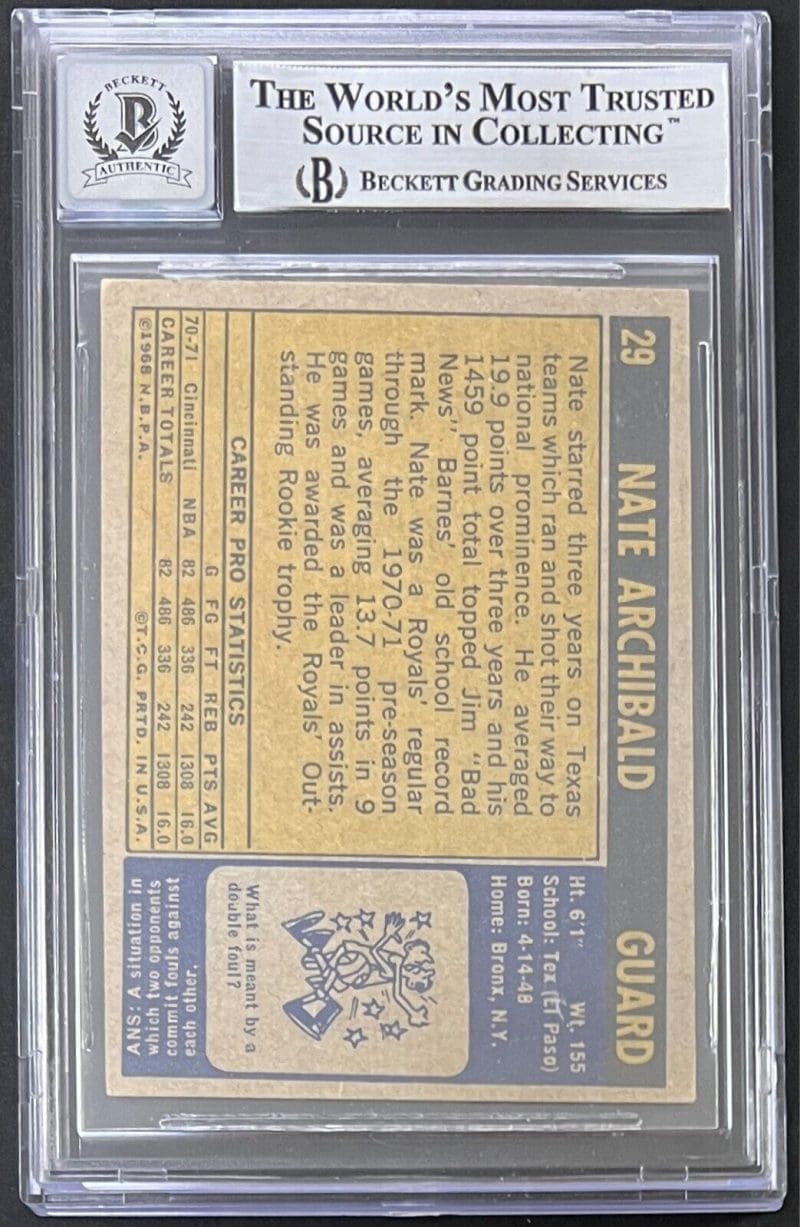 BECKETT
B
AUTHENTIC
THE WORLD'S MOST TRUSTED
SOURCE IN COLLECTING™
(B) BECKETT GRADING SERVICES
29 NATE ARCHIBALD GUARD
Nate starred three years on Texas
teams which ran and shot their way to
national prominence. He averaged
19.9 points over three years and his
1459 point total topped Jim "Bad
News" Barnes' old school record
mark. Nate was a Royals' regular
through the 1970-71 pre-season
games, averaging 13.7 points in 9
games and was a leader in assists.
He was awarded the Royals' Out-
standing Rookie trophy.
CAREER PRO STATISTICS
G FG FT REB PTS AVG
70-71 Cincinnati NBA 82 486 336 242 1308 16.0
CAREER TOTALS 82 486 336 242 1308 16.0
©1968 N.B.P.A. ©T.C.G. PRTD. IN U.S.A.
Ht. 6'1" Wt. 155
School: Tex (El Paso)
Born: 4-14-48
Home: Bronx, N.Y.
What is meant by a
double foul?
ANS: A situation in
which two opponents
commit fouls against
each other.